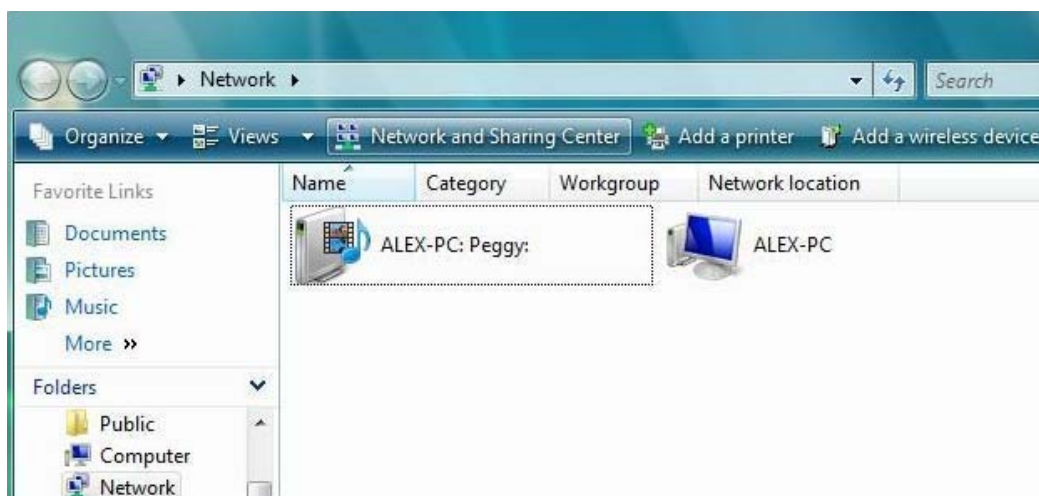 Network
Search
Organize Views Network and Sharing Center Add a printer Add a wireless device
Favorite Links
Documents
Pictures
Music
More »
Folders
Public
Computer
Network
Name Category Workgroup Network location
ALEX-PC: Peggy: ALEX-PC